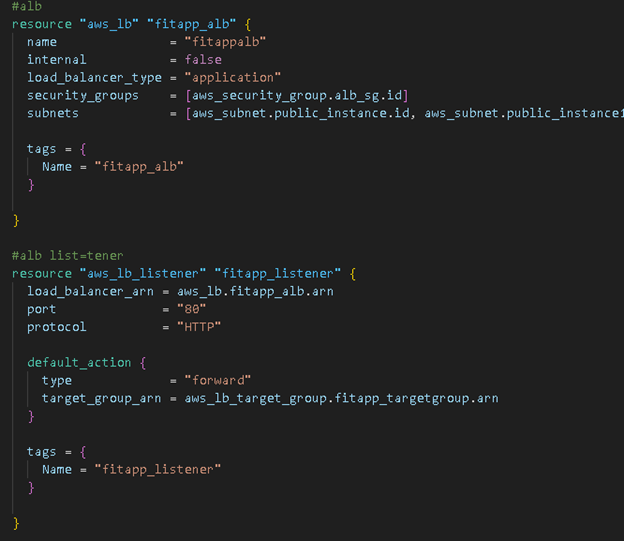 #alb
resource "aws_lb" "fitapp_alb" {
  name               = "fitappalb"
  internal           = false
  load_balancer_type = "application"
  security_groups    = [aws_security_group.alb_sg.id]
  subnets            = [aws_subnet.public_instance.id, aws_subnet.public_instance1
  tags = {
    Name = "fitapp_alb"
  }
}
#alb list=tener
resource "aws_lb_listener" "fitapp_listener" {
  load_balancer_arn = aws_lb.fitapp_alb.arn
  port              = "80"
  protocol          = "HTTP"
  default_action {
    type             = "forward"
    target_group_arn = aws_lb_target_group.fitapp_targetgroup.arn
  }
  tags = {
    Name = "fitapp_listener"
  }
}